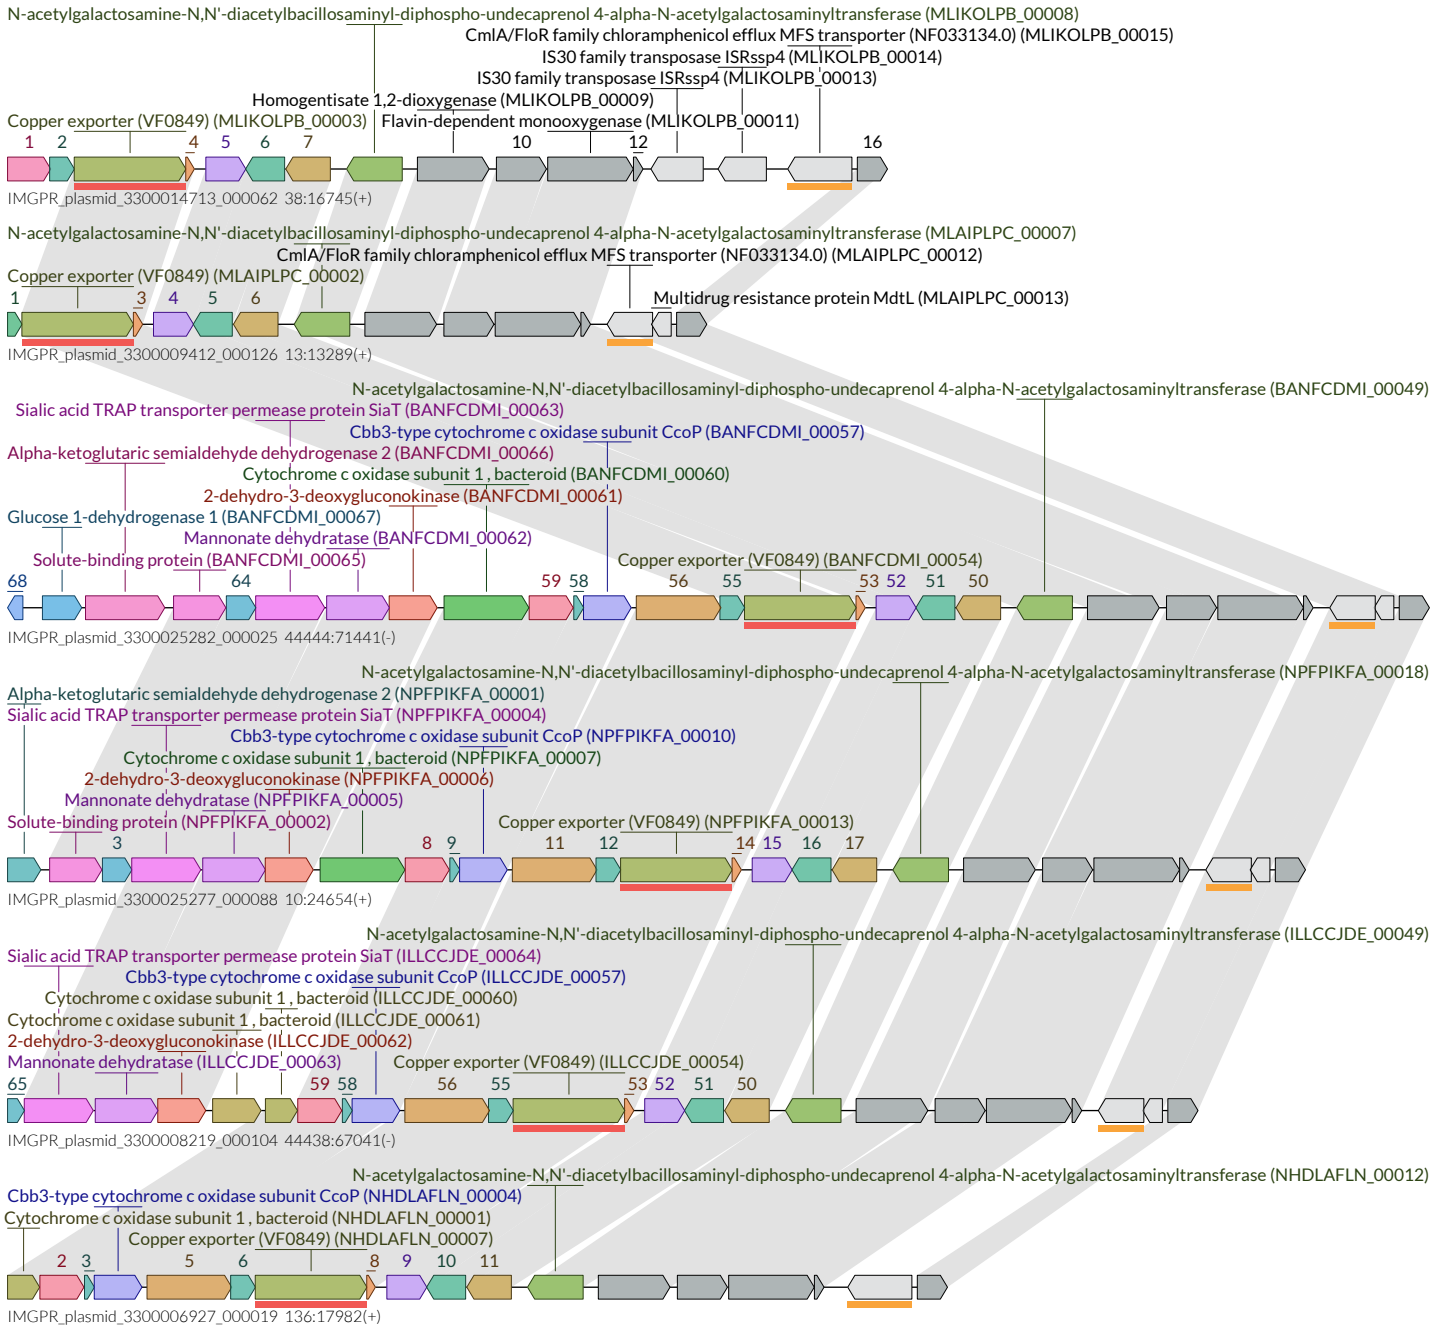 N-acetylgalactosamine-N,N'-diacetylbacillosaminyl-diphospho-undecaprenol 4-alpha-N-acetylgalactosaminyltransferase (MLIKOLPB_00008)
CmlA/FloR family chloramphenicol efflux MFS transporter (NF033134.0) (MLIKOLPB_00015)
IS30 family transposase ISRssp4 (MLIKOLPB_00014)
IS30 family transposase ISRssp4 (MLIKOLPB_00013)
Homogentisate 1,2-dioxygenase (MLIKOLPB_00009)
Copper exporter (VF0849) (MLIKOLPB_00003) Flavin-dependent monooxygenase (MLIKOLPB_00011)
1 2 4 5 6 7 10 12 16
IMGPR_plasmid_3300014713_000062 38:16745(+)
N-acetylgalactosamine-N,N'-diacetylbacillosaminyl-diphospho-undecaprenol 4-alpha-N-acetylgalactosaminyltransferase (MLAIPLPC_00007)
CmlA/FloR family chloramphenicol efflux MFS transporter (NF033134.0) (MLAIPLPC_00012)
Copper exporter (VF0849) (MLAIPLPC_00002)
1 3 4 5 6 Multidrug resistance protein MdtL (MLAIPLPC_00013)
IMGPR_plasmid_3300009412_000126 13:13289(+)
N-acetylgalactosamine-N,N'-diacetylbacillosaminyl-diphospho-undecaprenol 4-alpha-N-acetylgalactosaminyltransferase (BANFCDMI_00049)
Sialic acid TRAP transporter permease protein SiaT (BANFCDMI_00063)
Cbb3-type cytochrome c oxidase subunit CcoP (BANFCDMI_00057)
Alpha-ketoglutaric semialdehyde dehydrogenase 2 (BANFCDMI_00066)
Cytochrome c oxidase subunit 1 , bacteroid (BANFCDMI_00060)
2-dehydro-3-deoxygluconokinase (BANFCDMI_00061)
Glucose 1-dehydrogenase 1 (BANFCDMI_00067)
Mannonate dehydratase (BANFCDMI_00062)
Solute-binding protein (BANFCDMI_00065) Copper exporter (VF0849) (BANFCDMI_00054)
68 64 59 58 56 55 53 52 51 50
IMGPR_plasmid_3300025282_000025 44444:71441(-)
N-acetylgalactosamine-N,N'-diacetylbacillosaminyl-diphospho-undecaprenol 4-alpha-N-acetylgalactosaminyltransferase (NPFPIKFA_00018)
Alpha-ketoglutaric semialdehyde dehydrogenase 2 (NPFPIKFA_00001)
Sialic acid TRAP transporter permease protein SiaT (NPFPIKFA_00004)
Cbb3-type cytochrome c oxidase subunit CcoP (NPFPIKFA_00010)
Cytochrome c oxidase subunit 1 , bacteroid (NPFPIKFA_00007)
2-dehydro-3-deoxygluconokinase (NPFPIKFA_00006)
Mannonate dehydratase (NPFPIKFA_00005)
Solute-binding protein (NPFPIKFA_00002) Copper exporter (VF0849) (NPFPIKFA_00013)
3 8 9 11 12 14 15 16 17
IMGPR_plasmid_3300025277_000088 10:24654(+)
N-acetylgalactosamine-N,N'-diacetylbacillosaminyl-diphospho-undecaprenol 4-alpha-N-acetylgalactosaminyltransferase (ILLCCJDE_00049)
Sialic acid TRAP transporter permease protein SiaT (ILLCCJDE_00064)
Cbb3-type cytochrome c oxidase subunit CcoP (ILLCCJDE_00057)
Cytochrome c oxidase subunit 1 , bacteroid (ILLCCJDE_00060)
Cytochrome c oxidase subunit 1 , bacteroid (ILLCCJDE_00061)
2-dehydro-3-deoxygluconokinase (ILLCCJDE_00062)
Mannonate dehydratase (ILLCCJDE_00063) Copper exporter (VF0849) (ILLCCJDE_00054)
65 59 58 56 55 53 52 51 50
IMGPR_plasmid_3300008219_000104 44438:67041(-)
N-acetylgalactosamine-N,N'-diacetylbacillosaminyl-diphospho-undecaprenol 4-alpha-N-acetylgalactosaminyltransferase (NHDLAFLN_00012)
Cbb3-type cytochrome c oxidase subunit CcoP (NHDLAFLN_00004)
Cytochrome c oxidase subunit 1 , bacteroid (NHDLAFLN_00001)
Copper exporter (VF0849) (NHDLAFLN_00007)
2 3 5 6 8 9 10 11
IMGPR_plasmid_3300006927_000019 136:17982(+)